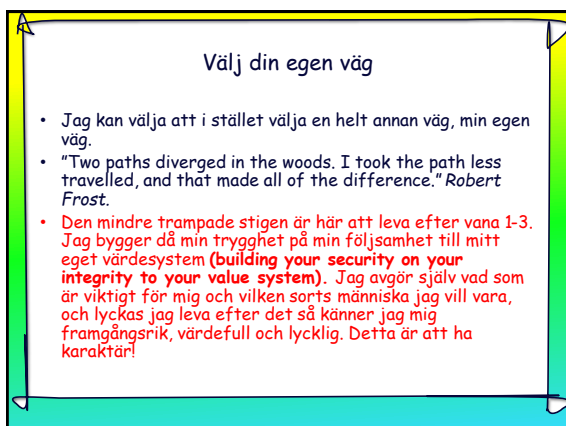 Välj din egen väg
• Jag kan välja att i stället välja en helt annan väg, min egen
väg.
• ”Two paths diverged in the woods. I took the path less
travelled, and that made all of the difference.” Robert
Frost.
• Den mindre trampade stigen är här att leva efter vana 1-3.
Jag bygger då min trygghet på min följsamhet till mitt
eget värdesystem (building your security on your
integrity to your value system). Jag avgör själv vad som
är viktigt för mig och vilken sorts människa jag vill vara,
och lyckas jag leva efter det så känner jag mig
framgångsrik, värdefull och lycklig. Detta är att ha
karaktär!